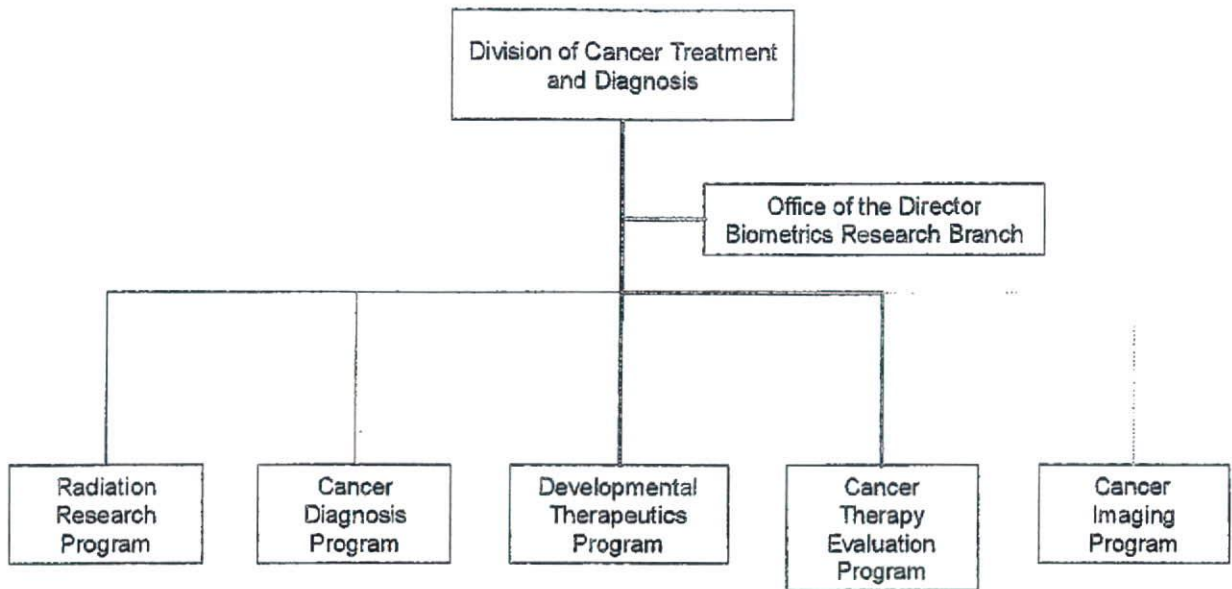 Division of Cancer Treatment
and Diagnosis
Office of the Director
Biometrics Research Branch
Radiation
Research
Program
Cancer
Diagnosis
Program
Developmental
Therapeutics
Program
Cancer
Therapy
Evaluation
Program
Cancer
Imaging
Program